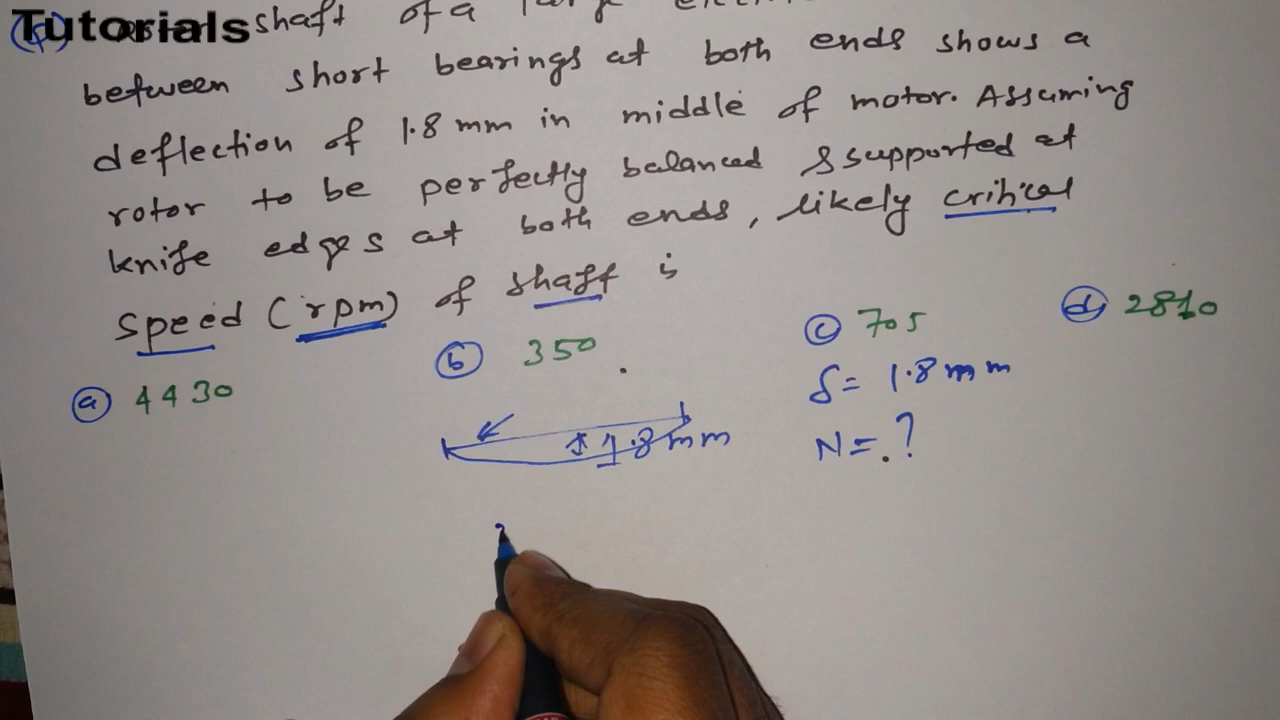 Tutorials shaft of a
between short bearings at both ends shows a
deflection of 1.8 mm in middle of motor. Assuming
rotor to be perfectly balanced & supported at
knife edges at both ends, likely critical
speed (rpm) of shaft is
(a) 4430 (b) 350 (c) 705 (d) 2810
δ = 1.8 mm
1.8 mm
N = ?